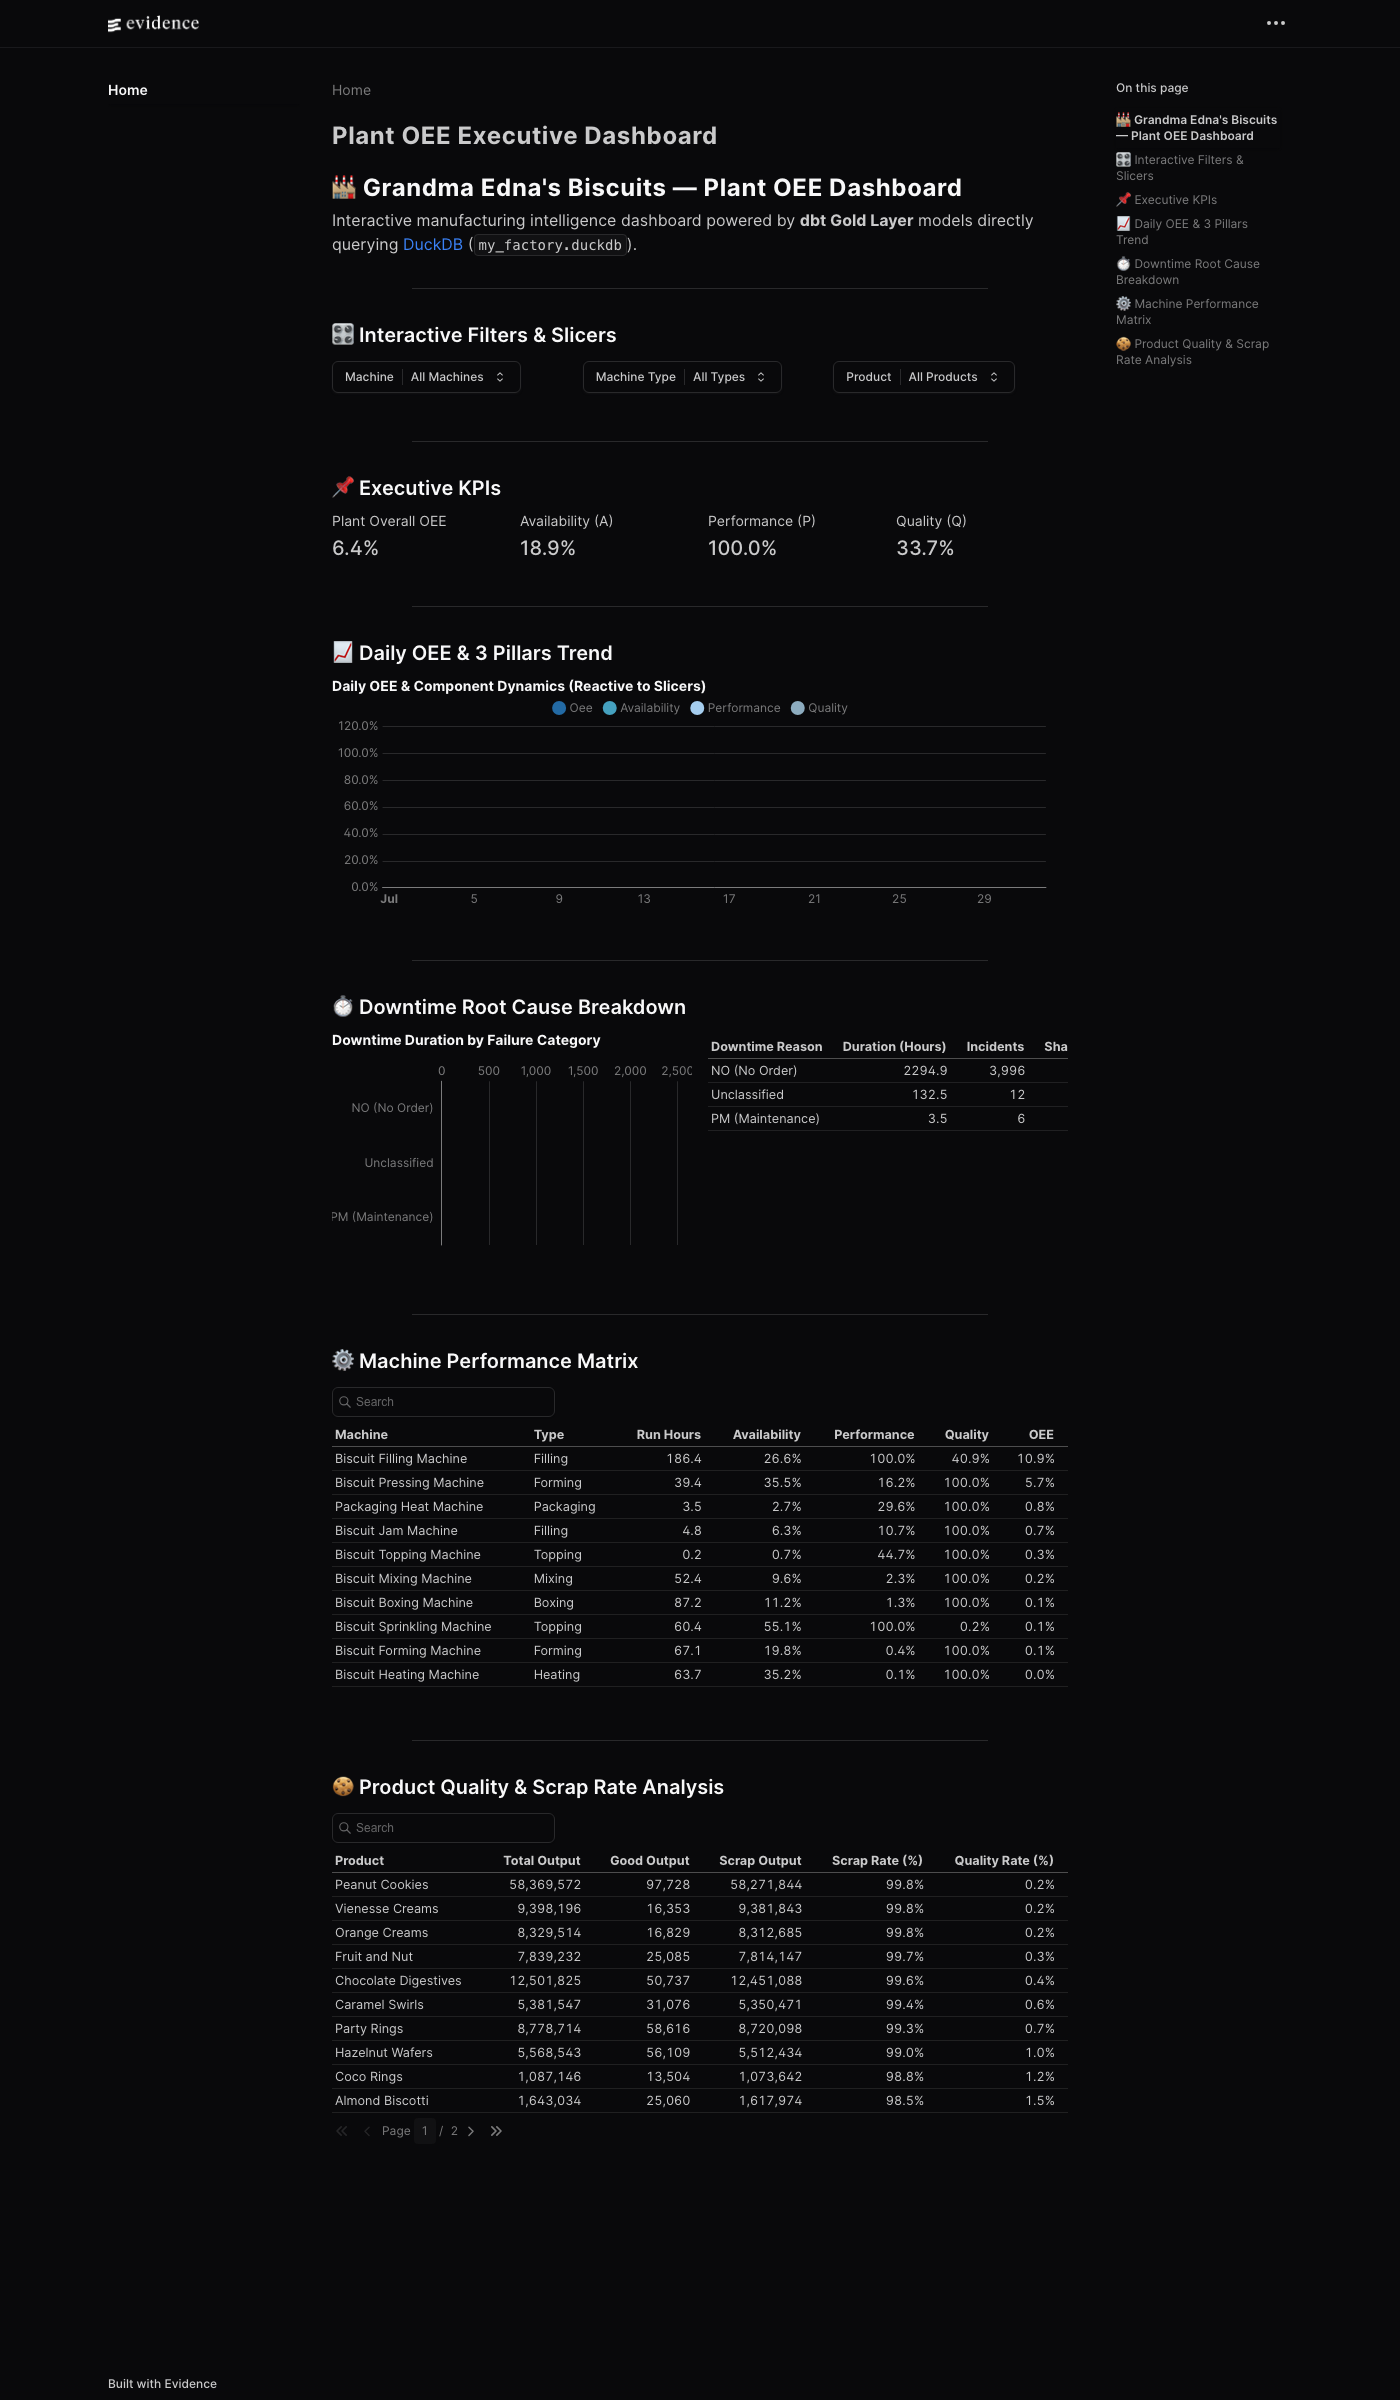 evidence
Home
Home
Plant OEE Executive Dashboard
Grandma Edna's Biscuits — Plant OEE Dashboard
Interactive manufacturing intelligence dashboard powered by dbt Gold Layer models directly
querying DuckDB (my_factory.duckdb).
On this page
Grandma Edna's Biscuits
— Plant OEE Dashboard
Interactive Filters &
Slicers
Executive KPIs
Daily OEE & 3 Pillars
Trend
Downtime Root Cause
Breakdown
Machine Performance
Matrix
Product Quality & Scrap
Rate Analysis
Interactive Filters & Slicers
Machine All Machines
Machine Type All Types
Product All Products
Executive KPIs
Plant Overall OEE Availability (A) Performance (P) Quality (Q)
6.4% 18.9% 100.0% 33.7%
Daily OEE & 3 Pillars Trend
Daily OEE & Component Dynamics (Reactive to Slicers)
Oee Availability Performance Quality
120.0%
100.0%
80.0%
60.0%
40.0%
20.0%
0.0%
Jul 5 9 13 17 21 25 29
Downtime Root Cause Breakdown
Downtime Duration by Failure Category
0 500 1,000 1,500 2,000 2,500
NO (No Order)
Unclassified
PM (Maintenance)
Downtime Reason Duration (Hours) Incidents Sha
NO (No Order) 2294.9 3,996
Unclassified 132.5 12
PM (Maintenance) 3.5 6
Machine Performance Matrix
Search
Machine Type Run Hours Availability Performance Quality OEE
Biscuit Filling Machine Filling 186.4 26.6% 100.0% 40.9% 10.9%
Biscuit Pressing Machine Forming 39.4 35.5% 16.2% 100.0% 5.7%
Packaging Heat Machine Packaging 3.5 2.7% 29.6% 100.0% 0.8%
Biscuit Jam Machine Filling 4.8 6.3% 10.7% 100.0% 0.7%
Biscuit Topping Machine Topping 0.2 0.7% 44.7% 100.0% 0.3%
Biscuit Mixing Machine Mixing 52.4 9.6% 2.3% 100.0% 0.2%
Biscuit Boxing Machine Boxing 87.2 11.2% 1.3% 100.0% 0.1%
Biscuit Sprinkling Machine Topping 60.4 55.1% 100.0% 0.2% 0.1%
Biscuit Forming Machine Forming 67.1 19.8% 0.4% 100.0% 0.1%
Biscuit Heating Machine Heating 63.7 35.2% 0.1% 100.0% 0.0%
Product Quality & Scrap Rate Analysis
Search
Product Total Output Good Output Scrap Output Scrap Rate (%) Quality Rate (%)
Peanut Cookies 58,369,572 97,728 58,271,844 99.8% 0.2%
Vienesse Creams 9,398,196 16,353 9,381,843 99.8% 0.2%
Orange Creams 8,329,514 16,829 8,312,685 99.8% 0.2%
Fruit and Nut 7,839,232 25,085 7,814,147 99.7% 0.3%
Chocolate Digestives 12,501,825 50,737 12,451,088 99.6% 0.4%
Caramel Swirls 5,381,547 31,076 5,350,471 99.4% 0.6%
Party Rings 8,778,714 58,616 8,720,098 99.3% 0.7%
Hazelnut Wafers 5,568,543 56,109 5,512,434 99.0% 1.0%
Coco Rings 1,087,146 13,504 1,073,642 98.8% 1.2%
Almond Biscotti 1,643,034 25,060 1,617,974 98.5% 1.5%
Page 1 / 2
Built with Evidence